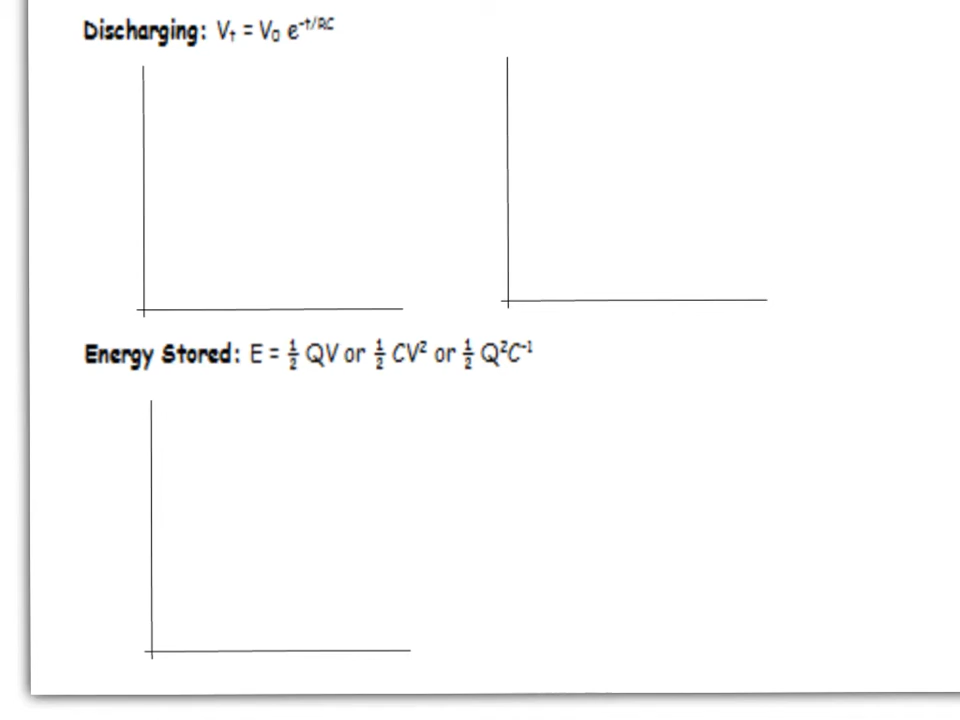 Discharging: Vₜ = V₀ e⁻ᵗ/ᴿᶜ
Energy Stored: E = ½ QV or ½ CV² or ½ Q²C⁻¹